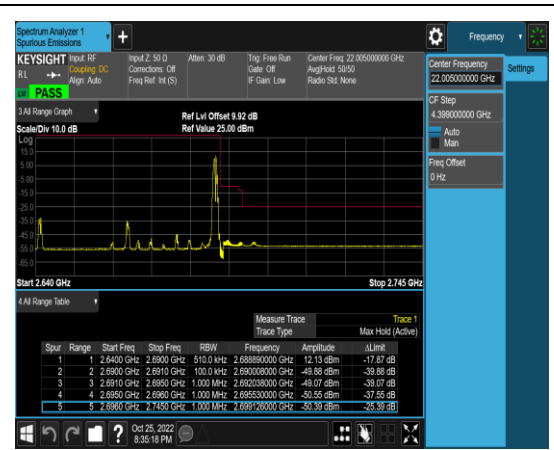 Spectrum Analyzer 1
Spurious Emissions
Frequency
KEYSIGHT
Input: RF
Input Z: 50 Ω
Atten: 30 dB
Trig: Free Run
Center Freq: 22.005000000 GHz
RL
Coupling: DC
Corrections: Off
Gate: Off
Avg|Hold: 50/50
Align: Auto
Freq Ref: Int (S)
IF Gain: Low
Radio Std: None
PASS
Center Frequency
22.005000000 GHz
Settings
CF Step
4.399000000 GHz
Auto
Man
Freq Offset
0 Hz
3 All Range Graph
Ref Lvl Offset 9.92 dB
Scale/Div 10.0 dB
Ref Value 25.00 dBm
Log
15.0
5.00
-5.00
-15.0
-25.0
-35.0
-45.0
-55.0
-65.0
Start 2.640 GHz
Stop 2.745 GHz
4 All Range Table
Measure Trace
Trace 1
Trace Type
Max Hold (Active)
Spur Range Start Freq Stop Freq RBW Frequency Amplitude ΔLimit
1 1 2.6400 GHz 2.6900 GHz 510.0 kHz 2.688890000 GHz 12.13 dBm -17.87 dB
2 2 2.6900 GHz 2.6910 GHz 100.0 kHz 2.690008000 GHz -49.88 dBm -39.88 dB
3 3 2.6910 GHz 2.6950 GHz 1.000 MHz 2.692038000 GHz -49.07 dBm -39.07 dB
4 4 2.6950 GHz 2.6960 GHz 1.000 MHz 2.695530000 GHz -50.55 dBm -37.55 dB
5 5 2.6960 GHz 2.7450 GHz 1.000 MHz 2.699126000 GHz -50.39 dBm -25.39 dB
Oct 25, 2022
8:35:18 PM